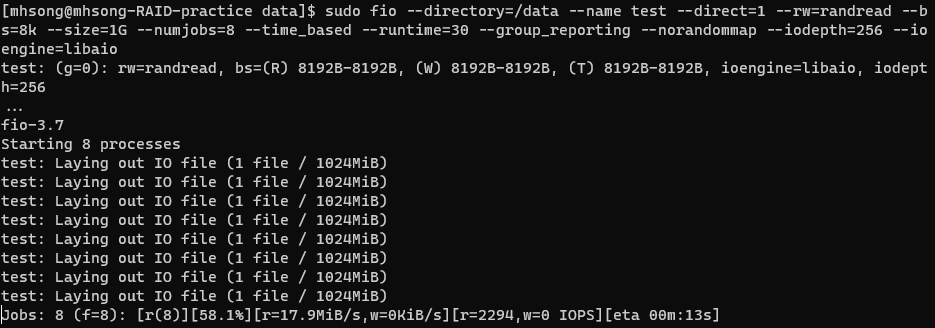 [mhsong@mhsong-RAID-practice data]$ sudo fio --directory=/data --name test --direct=1 --rw=randread --b
s=8k --size=1G --numjobs=8 --time_based --runtime=30 --group_reporting --norandommap --iodepth=256 --io
engine=libaio
test: (g=0): rw=randread, bs=(R) 8192B-8192B, (W) 8192B-8192B, (T) 8192B-8192B, ioengine=libaio, iodept
h=256
...
fio-3.7
Starting 8 processes
test: Laying out IO file (1 file / 1024MiB)
test: Laying out IO file (1 file / 1024MiB)
test: Laying out IO file (1 file / 1024MiB)
test: Laying out IO file (1 file / 1024MiB)
test: Laying out IO file (1 file / 1024MiB)
test: Laying out IO file (1 file / 1024MiB)
test: Laying out IO file (1 file / 1024MiB)
test: Laying out IO file (1 file / 1024MiB)
Jobs: 8 (f=8): [r(8)][58.1%][r=17.9MiB/s,w=0KiB/s][r=2294,w=0 IOPS][eta 00m:13s]